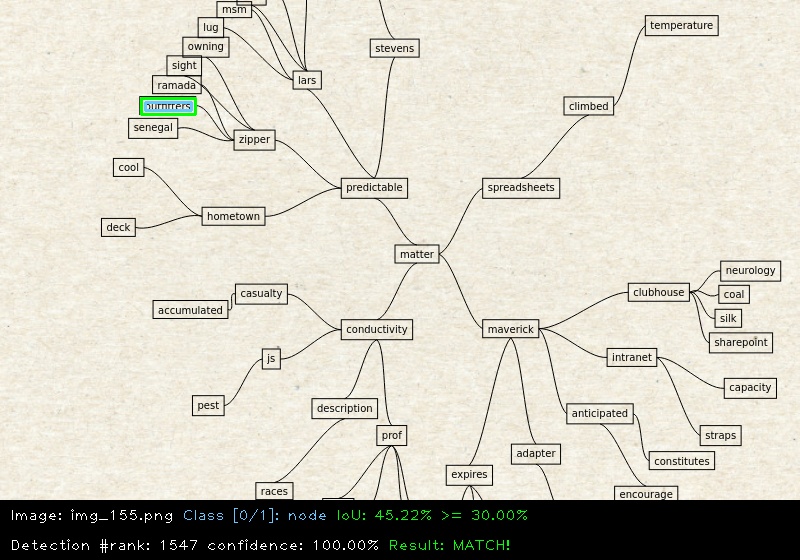 msm
lug
owning
stevens
temperature
sight
lars
ramada
climbed
senegal
zipper
cool
predictable
spreadsheets
hometown
deck
matter
neurology
casualty
clubhouse
coal
accumulated
silk
conductivity
maverick
sharepoint
js
intranet
capacity
pest
description
anticipated
prof
straps
adapter
constitutes
expires
races
encourage
Image: img_155.png Class [0/1]: node IoU: 45.22% >= 30.00%
Detection #rank: 1547 confidence: 100.00% Result: MATCH!